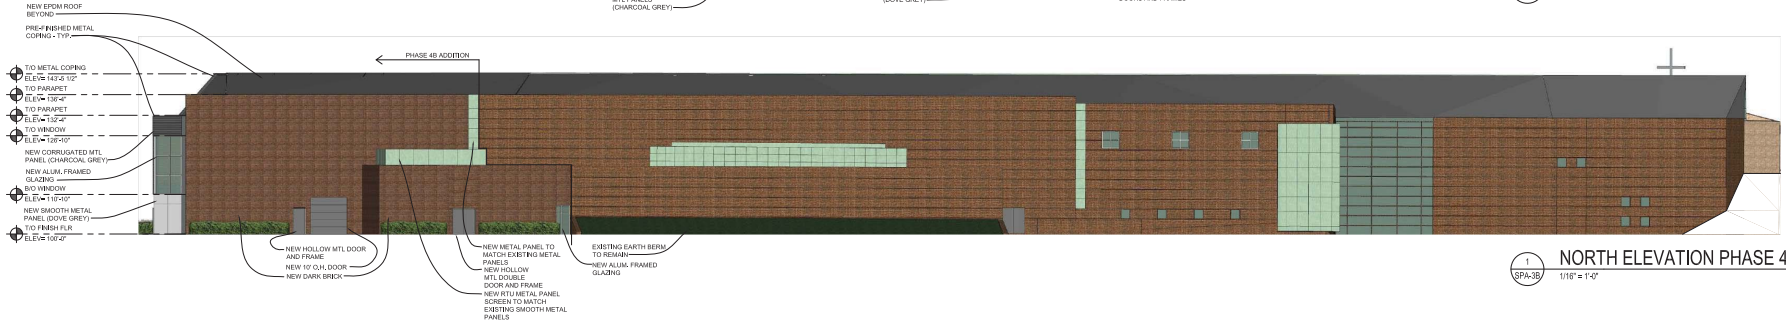 MTL PANELS
(CHARCOAL GREY)
(DOVE GREY)
NEW EPDM ROOF
BEYOND
PRE-FINISHED METAL
COPING - TYP.
PHASE 4B ADDITION
T/O METAL COPING
ELEV= 143'-5 1/2"
T/O PARAPET
ELEV= 136'-4"
T/O PARAPET
ELEV= 132'-4"
T/O WINDOW
ELEV= 126'-10"
NEW CORRUGATED MTL
PANEL (CHARCOAL GREY)
NEW ALUM. FRAMED
GLAZING
B/O WINDOW
ELEV= 110'-10"
NEW SMOOTH METAL
PANEL (DOVE GREY)
T/O FINISH FLR
ELEV= 100'-0"
NEW HOLLOW MTL DOOR
AND FRAME
NEW 10' O.H. DOOR
NEW DARK BRICK
NEW METAL PANEL TO
MATCH EXISTING METAL
PANELS
NEW HOLLOW
MTL DOUBLE
DOOR AND FRAME
NEW RTU METAL PANEL
SCREEN TO MATCH
EXISTING SMOOTH METAL
PANELS
EXISTING EARTH BERM
TO REMAIN
NEW ALUM. FRAMED
GLAZING
1
SPA-3B
NORTH ELEVATION PHASE 4
1/16" = 1'-0"